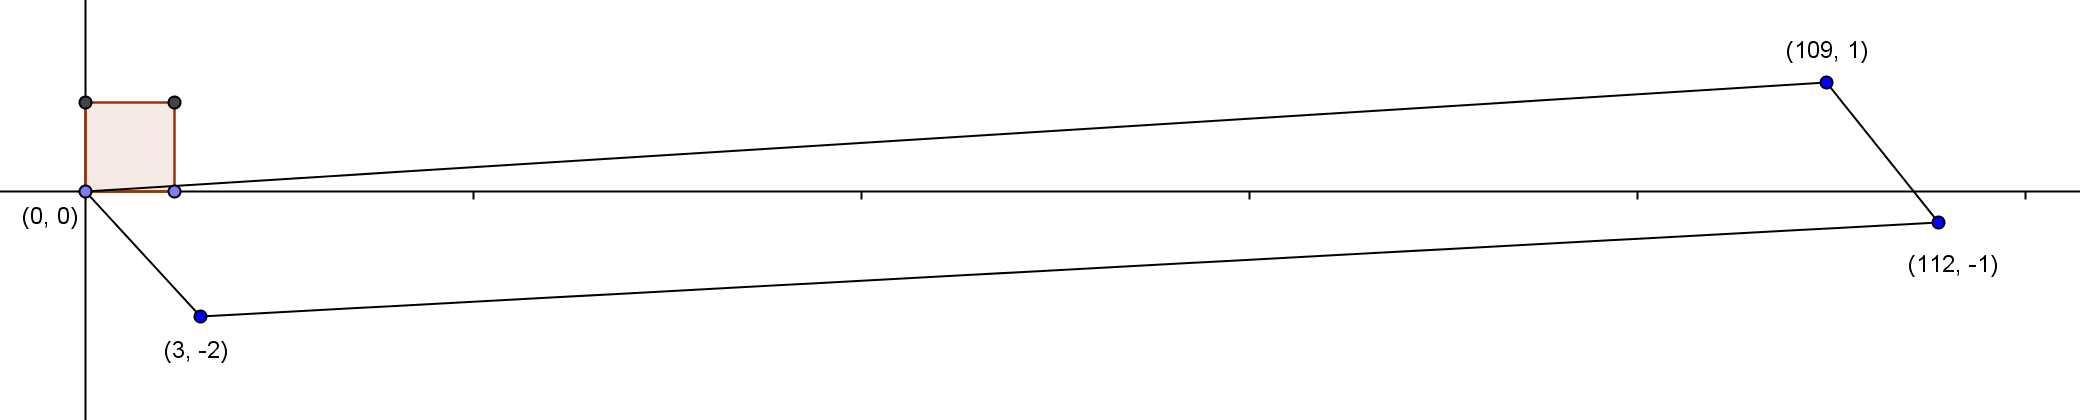 (109, 1)
(0, 0)
(112, -1)
(3, -2)